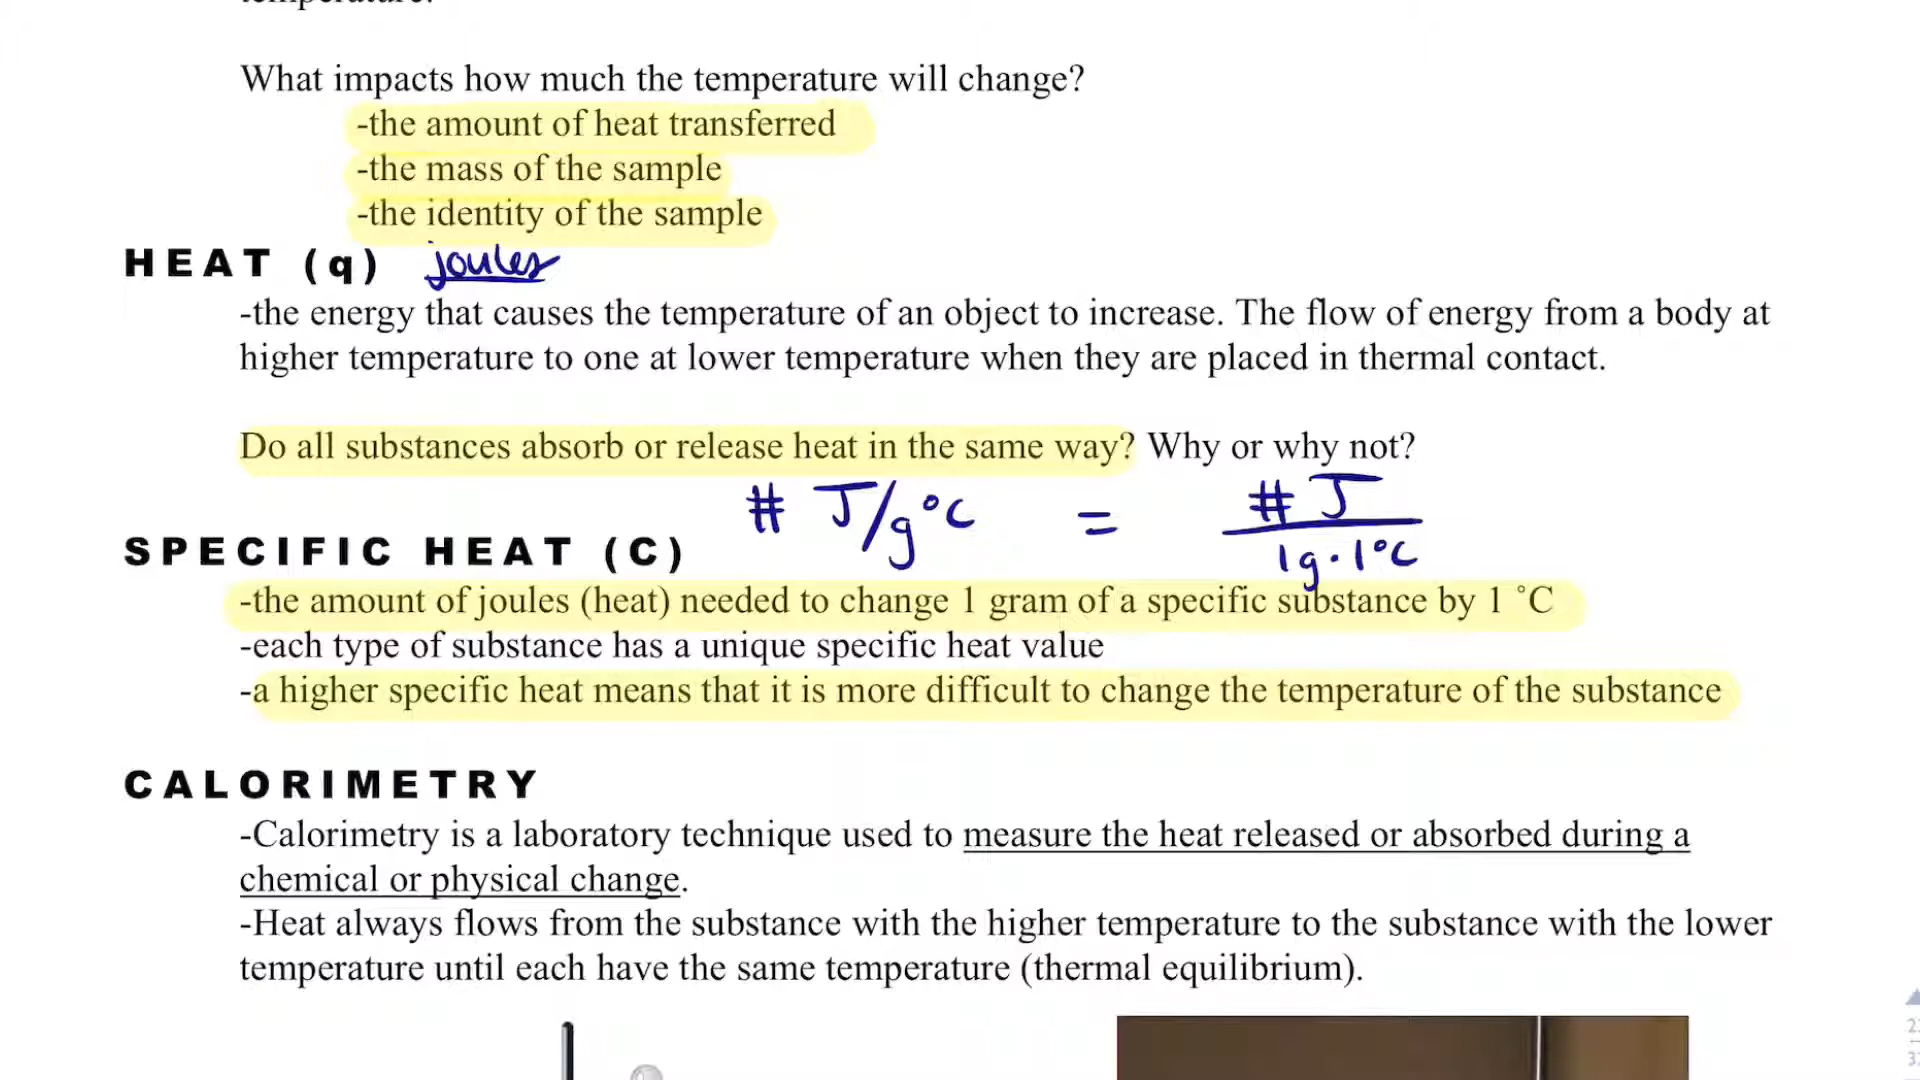 temperature.
What impacts how much the temperature will change?
-the amount of heat transferred
-the mass of the sample
-the identity of the sample
HEAT (q) joules
-the energy that causes the temperature of an object to increase. The flow of energy from a body at
higher temperature to one at lower temperature when they are placed in thermal contact.
Do all substances absorb or release heat in the same way? Why or why not?
# J/g°C = # J
1g · 1°C
SPECIFIC HEAT (C)
-the amount of joules (heat) needed to change 1 gram of a specific substance by 1 °C
-each type of substance has a unique specific heat value
-a higher specific heat means that it is more difficult to change the temperature of the substance
CALORIMETRY
-Calorimetry is a laboratory technique used to measure the heat released or absorbed during a
chemical or physical change.
-Heat always flows from the substance with the higher temperature to the substance with the lower
temperature until each have the same temperature (thermal equilibrium).